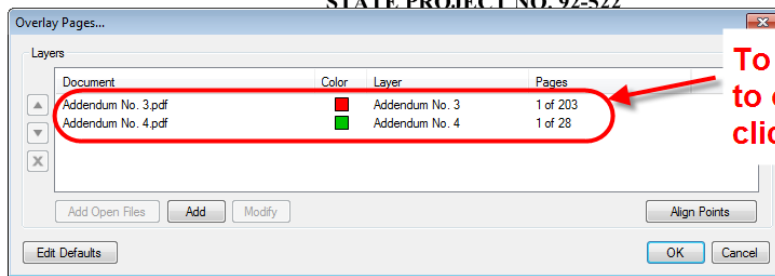 STATE PROJECT NO. 92-522
Overlay Pages...
Layers
Document Color Layer Pages
Addendum No. 3.pdf Addendum No. 3 1 of 203
Addendum No. 4.pdf Addendum No. 4 1 of 28
Add Open Files Add Modify Align Points
Edit Defaults OK Cancel
To
to